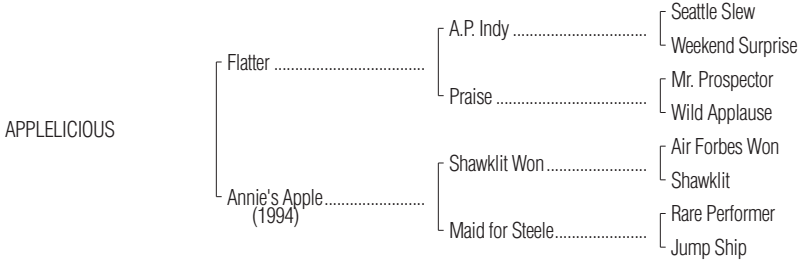 Seattle Slew
A.P. Indy ..................................
Weekend Surprise
Flatter ......................................
Mr. Prospector
Praise ......................................
Wild Applause
APPLELICIOUS
Air Forbes Won
Shawklit Won..........................
Shawklit
Annie's Apple..........................
(1994)
Rare Performer
Maid for Steele........................
Jump Ship